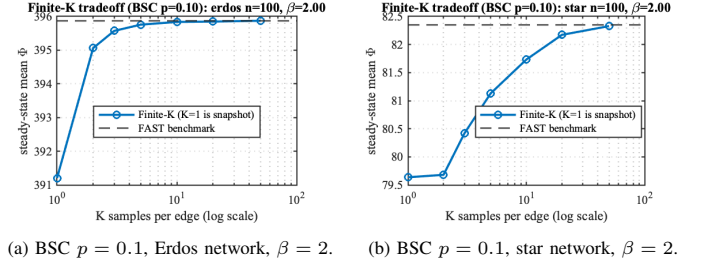 Finite-K tradeoff (BSC p=0.10): erdos n=100, β=2.00
396
395
394
393
392
391
steady-state mean Φ
Finite-K (K=1 is snapshot)
FAST benchmark
10^0
10^1
10^2
K samples per edge (log scale)
(a) BSC p = 0.1, Erdos network, β = 2.
Finite-K tradeoff (BSC p=0.10): star n=100, β=2.00
82.5
82
81.5
81
80.5
80
79.5
steady-state mean Φ
Finite-K (K=1 is snapshot)
FAST benchmark
10^0
10^1
10^2
K samples per edge (log scale)
(b) BSC p = 0.1, star network, β = 2.